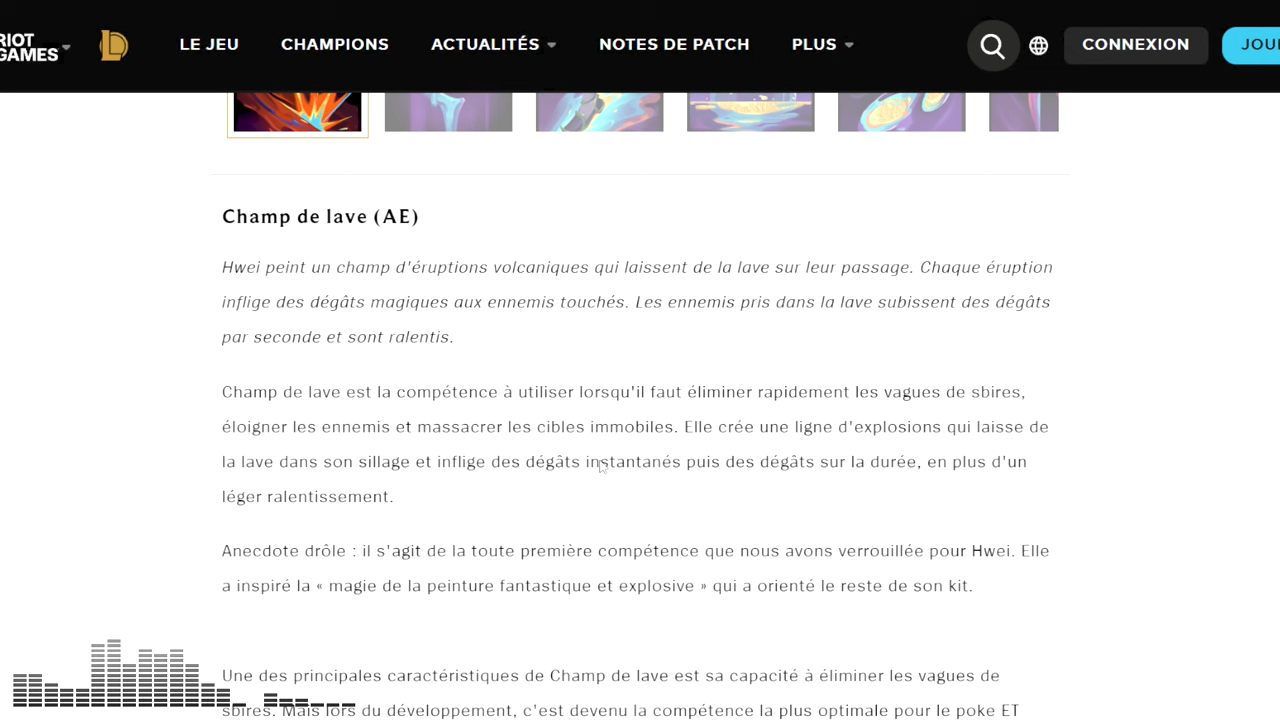 RIOT
GAMES
LE JEU CHAMPIONS ACTUALITÉS NOTES DE PATCH PLUS CONNEXION JOU
Champ de lave (AE)
Hwei peint un champ d'éruptions volcaniques qui laissent de la lave sur leur passage. Chaque éruption
inflige des dégâts magiques aux ennemis touchés. Les ennemis pris dans la lave subissent des dégâts
par seconde et sont ralentis.
Champ de lave est la compétence à utiliser lorsqu'il faut éliminer rapidement les vagues de sbires,
éloigner les ennemis et massacrer les cibles immobiles. Elle crée une ligne d'explosions qui laisse de
la lave dans son sillage et inflige des dégâts instantanés puis des dégâts sur la durée, en plus d'un
léger ralentissement.
Anecdote drôle : il s'agit de la toute première compétence que nous avons verrouillée pour Hwei. Elle
a inspiré la « magie de la peinture fantastique et explosive » qui a orienté le reste de son kit.
Une des principales caractéristiques de Champ de lave est sa capacité à éliminer les vagues de
sbires. Mais lors du développement, c'est devenu la compétence la plus optimale pour le poke ET